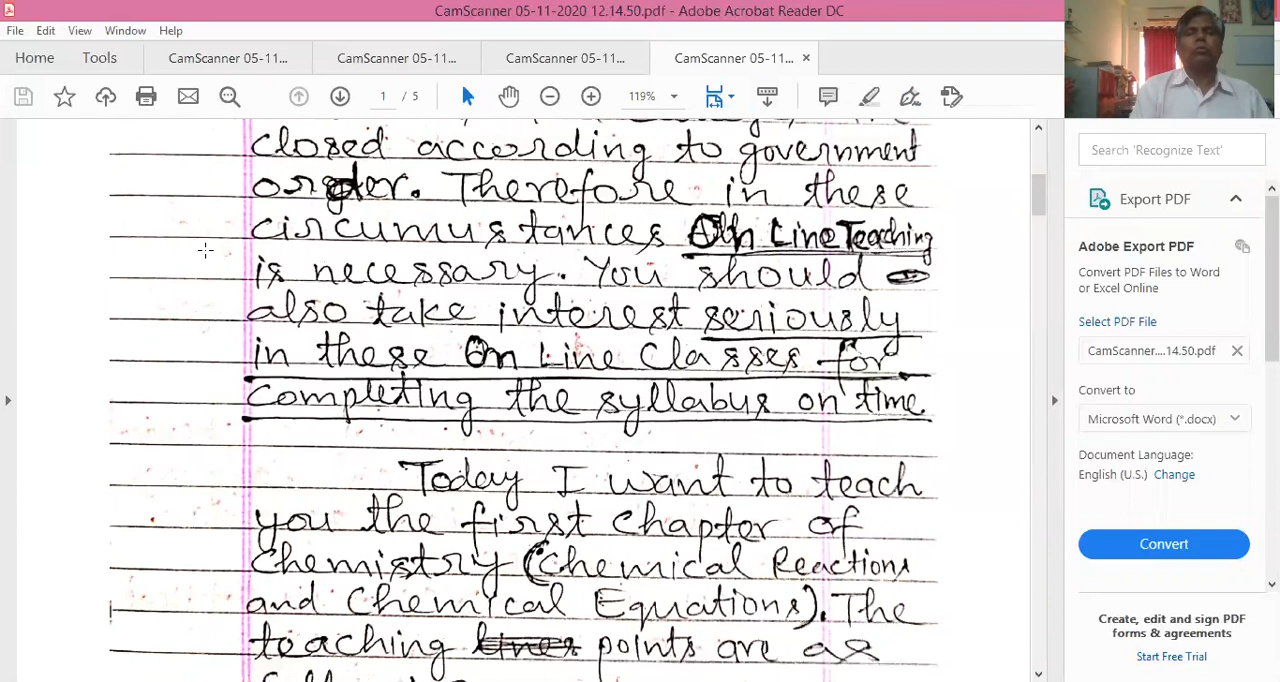 CamScanner 05-11-2020 12.14.50.pdf - Adobe Acrobat Reader DC
File Edit View Window Help
Home Tools CamScanner 05-11... CamScanner 05-11... CamScanner 05-11... CamScanner 05-11... ×
1 / 5 119%
closed according to government
order. Therefore in these
circumustances On Line Teaching
is necessary. You should
also take interest seriously
in these On Line Classes for
completing the syllabus on time.
Today I want to teach
you the first chapter of
Chemistry (Chemical Reactions
and Chemical Equations). The
teaching points are as
Search 'Recognize Text'
Export PDF
Adobe Export PDF
Convert PDF Files to Word
or Excel Online
Select PDF File
CamScanner....14.50.pdf
Convert to
Microsoft Word (*.docx)
Document Language:
English (U.S.) Change
Convert
Create, edit and sign PDF
forms & agreements
Start Free Trial